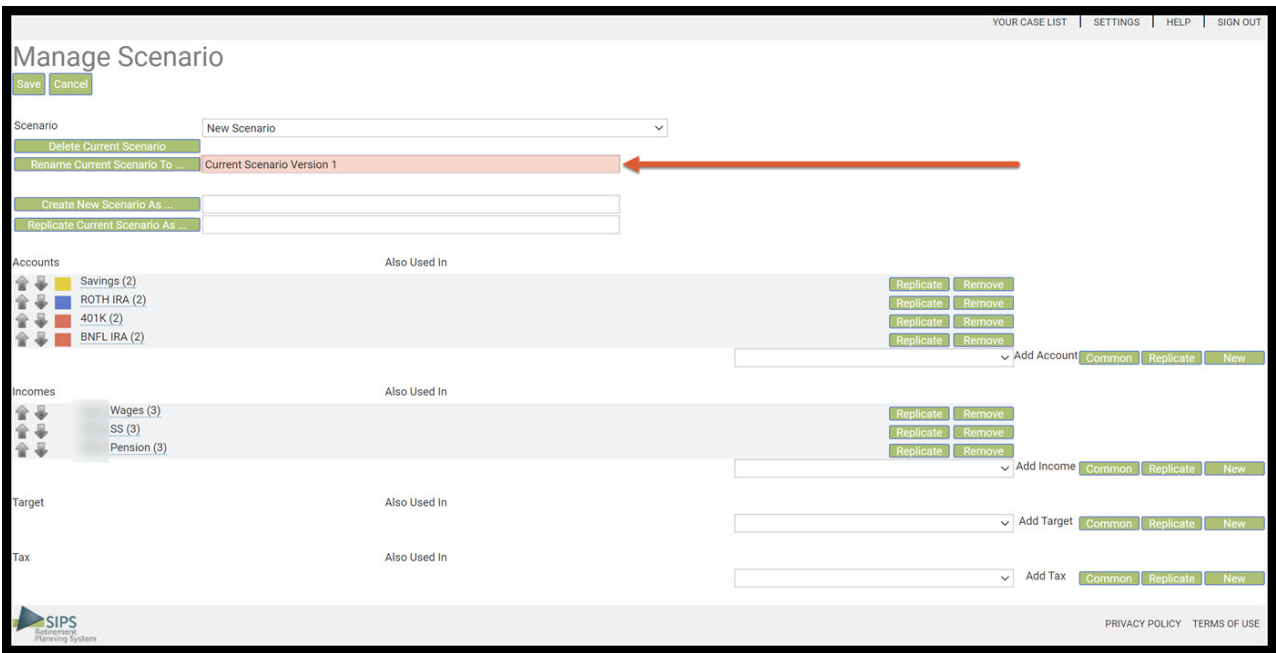 YOUR CASE LIST | SETTINGS | HELP | SIGN OUT
Manage Scenario
Save Cancel
Scenario New Scenario
Delete Current Scenario
Rename Current Scenario To ... Current Scenario Version 1
Create New Scenario As ...
Replicate Current Scenario As ...
Accounts Also Used In
Savings (2) Replicate Remove
ROTH IRA (2) Replicate Remove
401K (2) Replicate Remove
BNFL IRA (2) Replicate Remove
Add Account Common Replicate New
Incomes Also Used In
Wages (3) Replicate Remove
SS (3) Replicate Remove
Pension (3) Replicate Remove
Add Income Common Replicate New
Target Also Used In
Add Target Common Replicate New
Tax Also Used In
Add Tax Common Replicate New
SIPS
Retirement
Planning System
PRIVACY POLICY TERMS OF USE